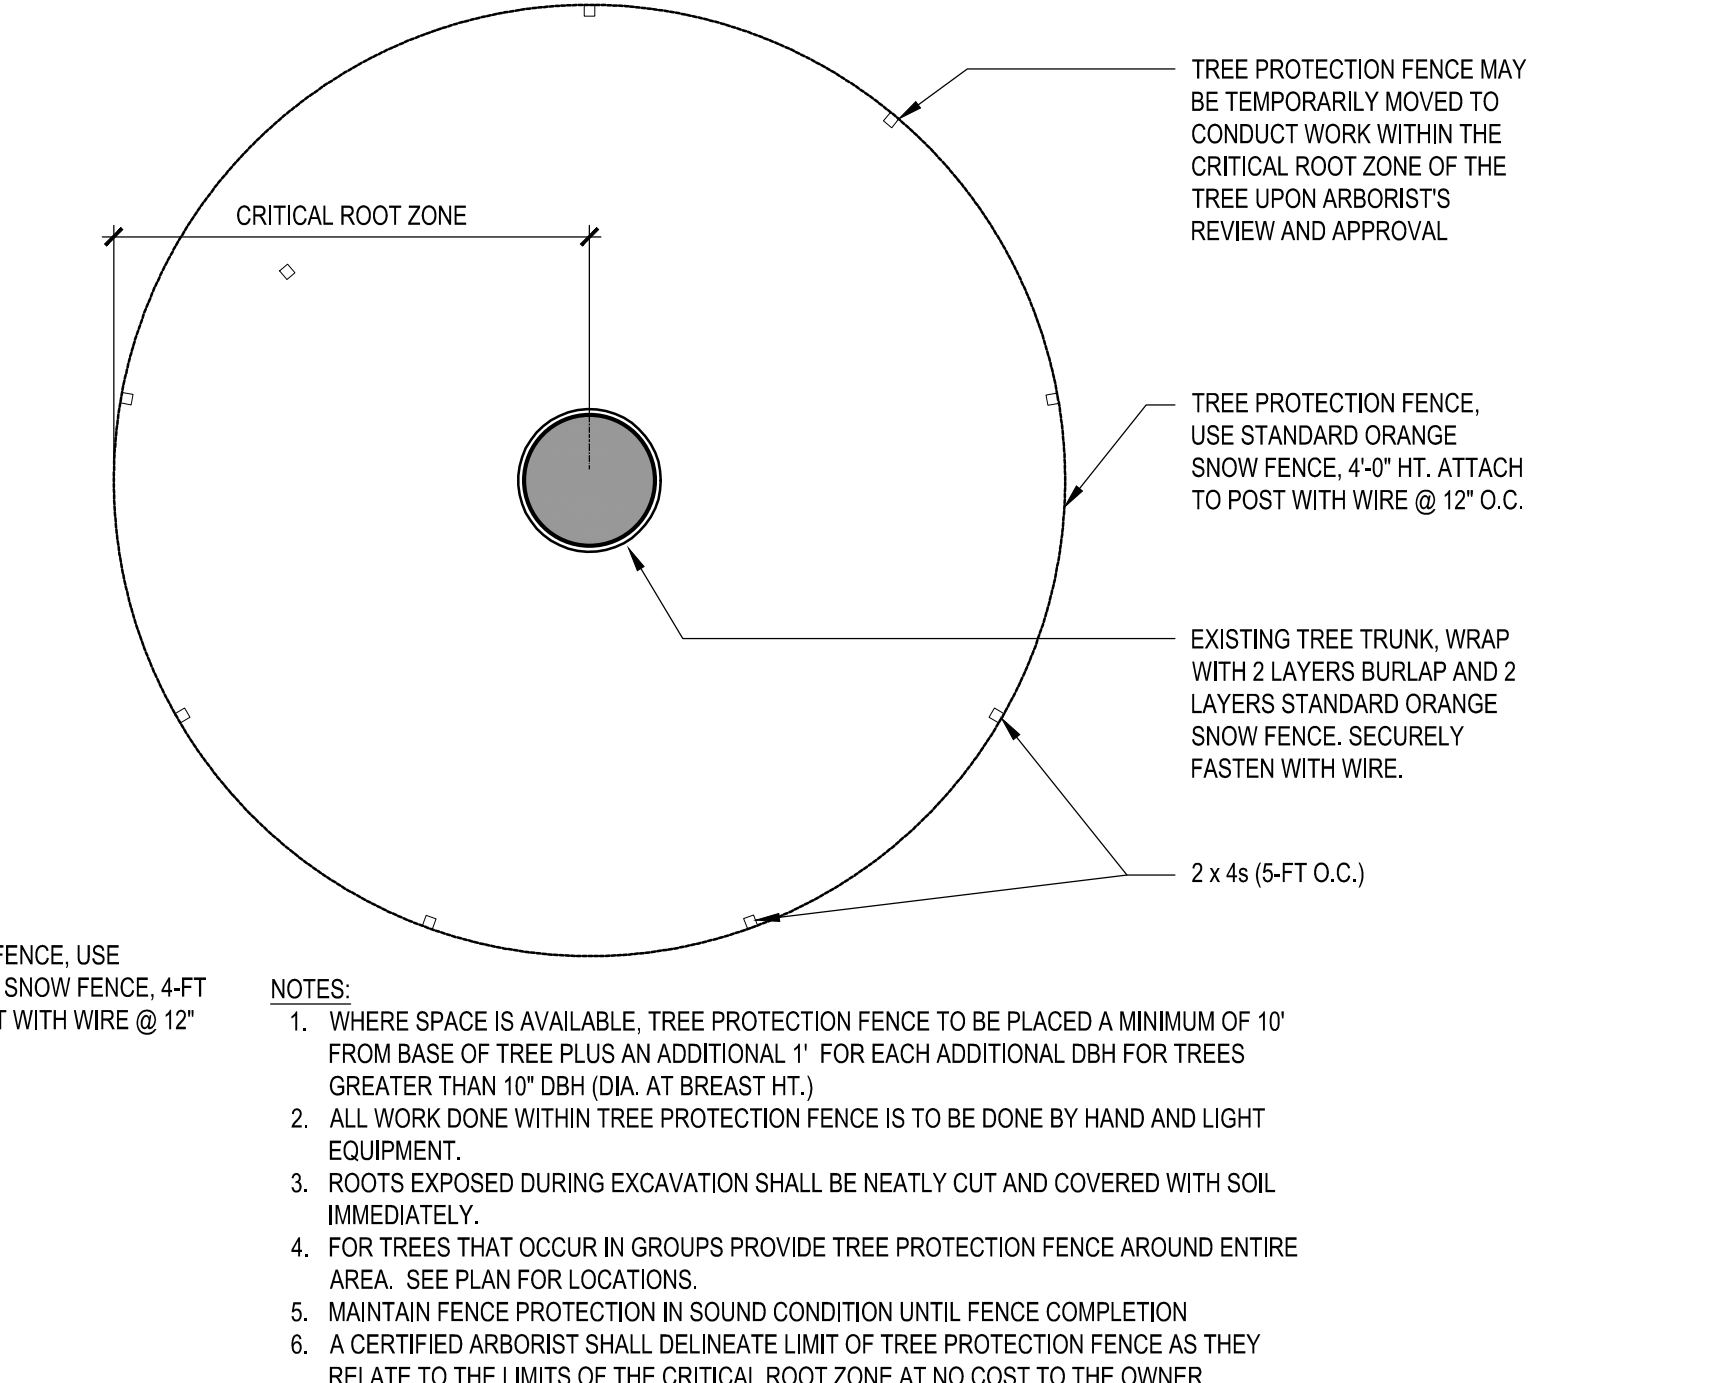 TREE PROTECTION FENCE MAY
BE TEMPORARILY MOVED TO
CONDUCT WORK WITHIN THE
CRITICAL ROOT ZONE OF THE
TREE UPON ARBORIST'S
REVIEW AND APPROVAL
CRITICAL ROOT ZONE
TREE PROTECTION FENCE,
USE STANDARD ORANGE
SNOW FENCE, 4'-0" HT. ATTACH
TO POST WITH WIRE @ 12" O.C.
EXISTING TREE TRUNK, WRAP
WITH 2 LAYERS BURLAP AND 2
LAYERS STANDARD ORANGE
SNOW FENCE. SECURELY
FASTEN WITH WIRE.
2 x 4s (5-FT O.C.)
FENCE, USE
SNOW FENCE, 4-FT
T WITH WIRE @ 12"
NOTES:
1. WHERE SPACE IS AVAILABLE, TREE PROTECTION FENCE TO BE PLACED A MINIMUM OF 10'
FROM BASE OF TREE PLUS AN ADDITIONAL 1' FOR EACH ADDITIONAL DBH FOR TREES
GREATER THAN 10" DBH (DIA. AT BREAST HT.)
2. ALL WORK DONE WITHIN TREE PROTECTION FENCE IS TO BE DONE BY HAND AND LIGHT
EQUIPMENT.
3. ROOTS EXPOSED DURING EXCAVATION SHALL BE NEATLY CUT AND COVERED WITH SOIL
IMMEDIATELY.
4. FOR TREES THAT OCCUR IN GROUPS PROVIDE TREE PROTECTION FENCE AROUND ENTIRE
AREA. SEE PLAN FOR LOCATIONS.
5. MAINTAIN FENCE PROTECTION IN SOUND CONDITION UNTIL FENCE COMPLETION
6. A CERTIFIED ARBORIST SHALL DELINEATE LIMIT OF TREE PROTECTION FENCE AS THEY
RELATE TO THE LIMITS OF THE CRITICAL ROOT ZONE AT NO COST TO THE OWNER